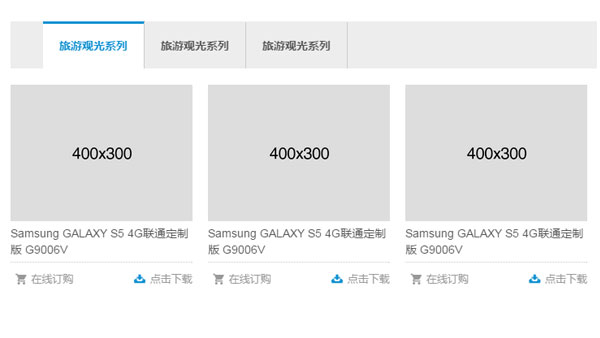 旅游观光系列 旅游观光系列 旅游观光系列
400x300 400x300 400x300
Samsung GALAXY S5 4G联通定制 Samsung GALAXY S5 4G联通定制 Samsung GALAXY S5 4G联通定制
版 G9006V 版 G9006V 版 G9006V
在线订购 点击下载 在线订购 点击下载 在线订购 点击下载